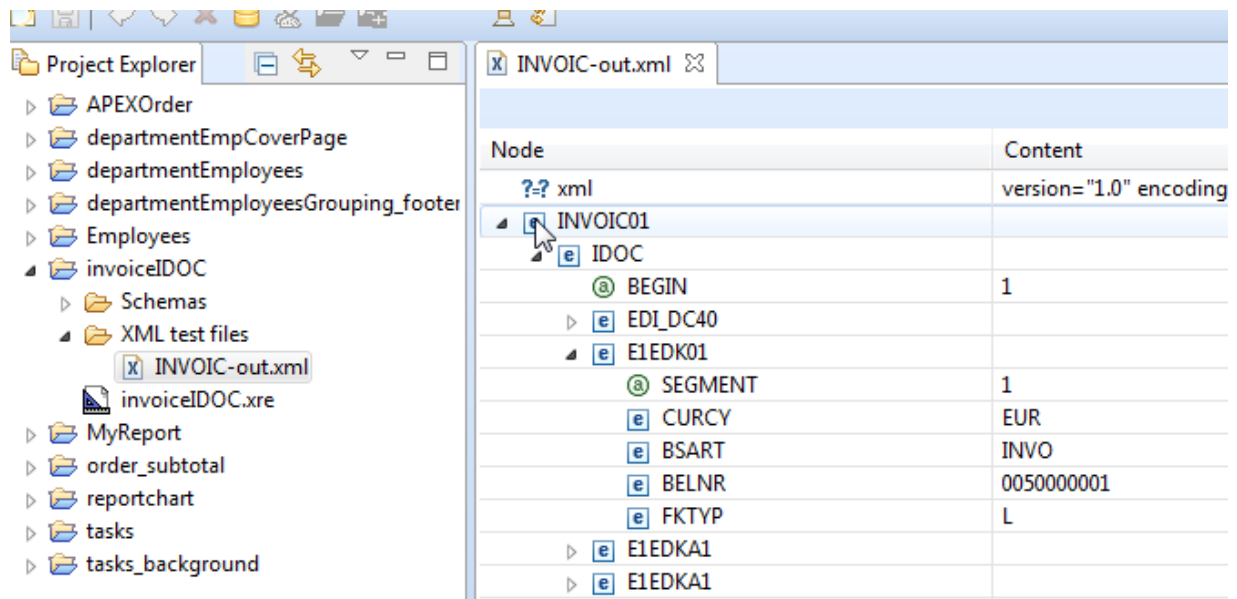 Project Explorer
APEXOrder
departmentEmpCoverPage
departmentEmployees
departmentEmployeesGrouping_footer
Employees
invoiceIDOC
Schemas
XML test files
INVOIC-out.xml
invoiceIDOC.xre
MyReport
order_subtotal
reportchart
tasks
tasks_background
INVOIC-out.xml
Node Content
?=? xml version="1.0" encoding
e INVOIC01
e IDOC
a BEGIN 1
e EDI_DC40
e E1EDK01
a SEGMENT 1
e CURCY EUR
e BSART INVO
e BELNR 0050000001
e FKTYP L
e E1EDKA1
e E1EDKA1